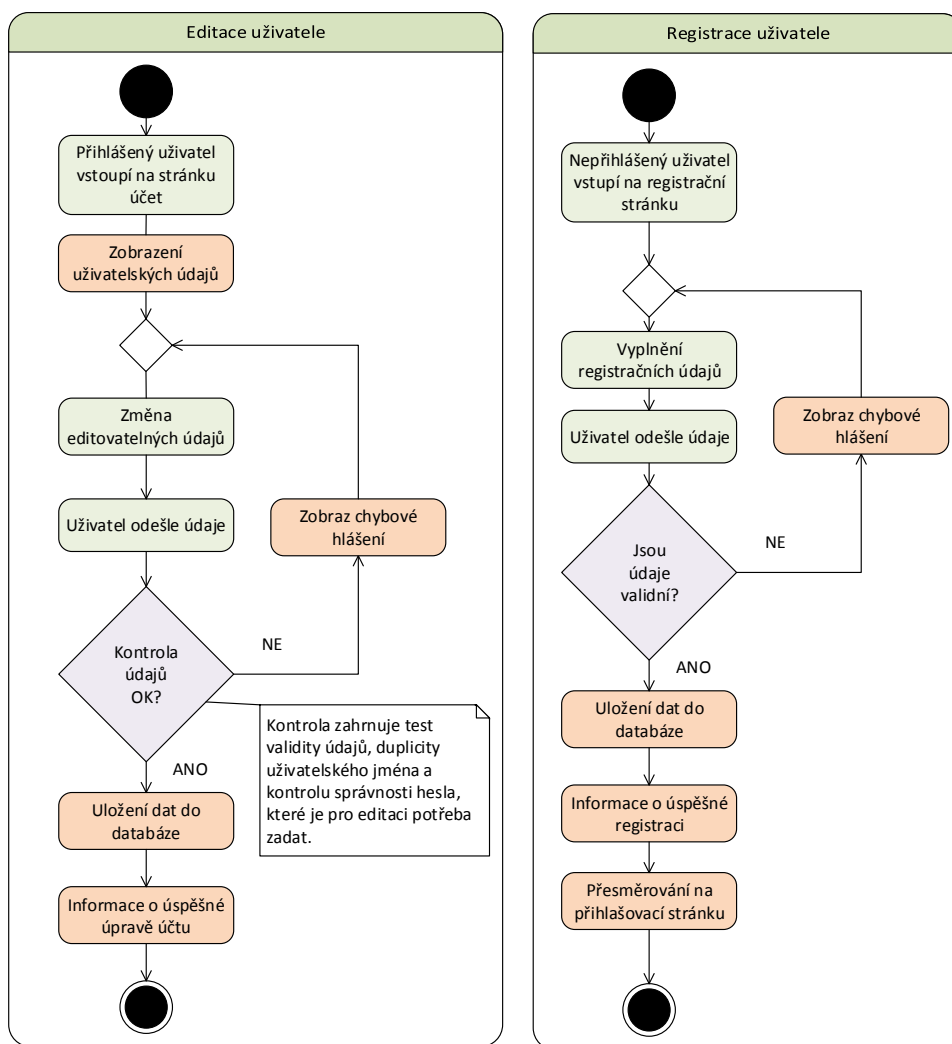 Editace uživatele
Přihlášený uživatel
vstoupí na stránku
účet
Zobrazení
uživatelských údajů
Změna
editovatelných údajů
Uživatel odešle údaje
Zobraz chybové
hlášení
Kontrola
údajů
OK?
NE
Kontrola zahrnuje test
validity údajů, duplicity
uživatelského jména a
kontrolu správnosti hesla,
které je pro editaci potřeba
zadat.
ANO
Uložení dat do
databáze
Informace o úspěšné
úpravě účtu
Registrace uživatele
Nepřihlášený uživatel
vstupí na registrační
stránku
Vyplnění
registračních údajů
Uživatel odešle údaje
Zobraz chybové
hlášení
Jsou
údaje
validní?
NE
ANO
Uložení dat do
databáze
Informace o úspěšné
registraci
Přesměrování na
přihlašovací stránku